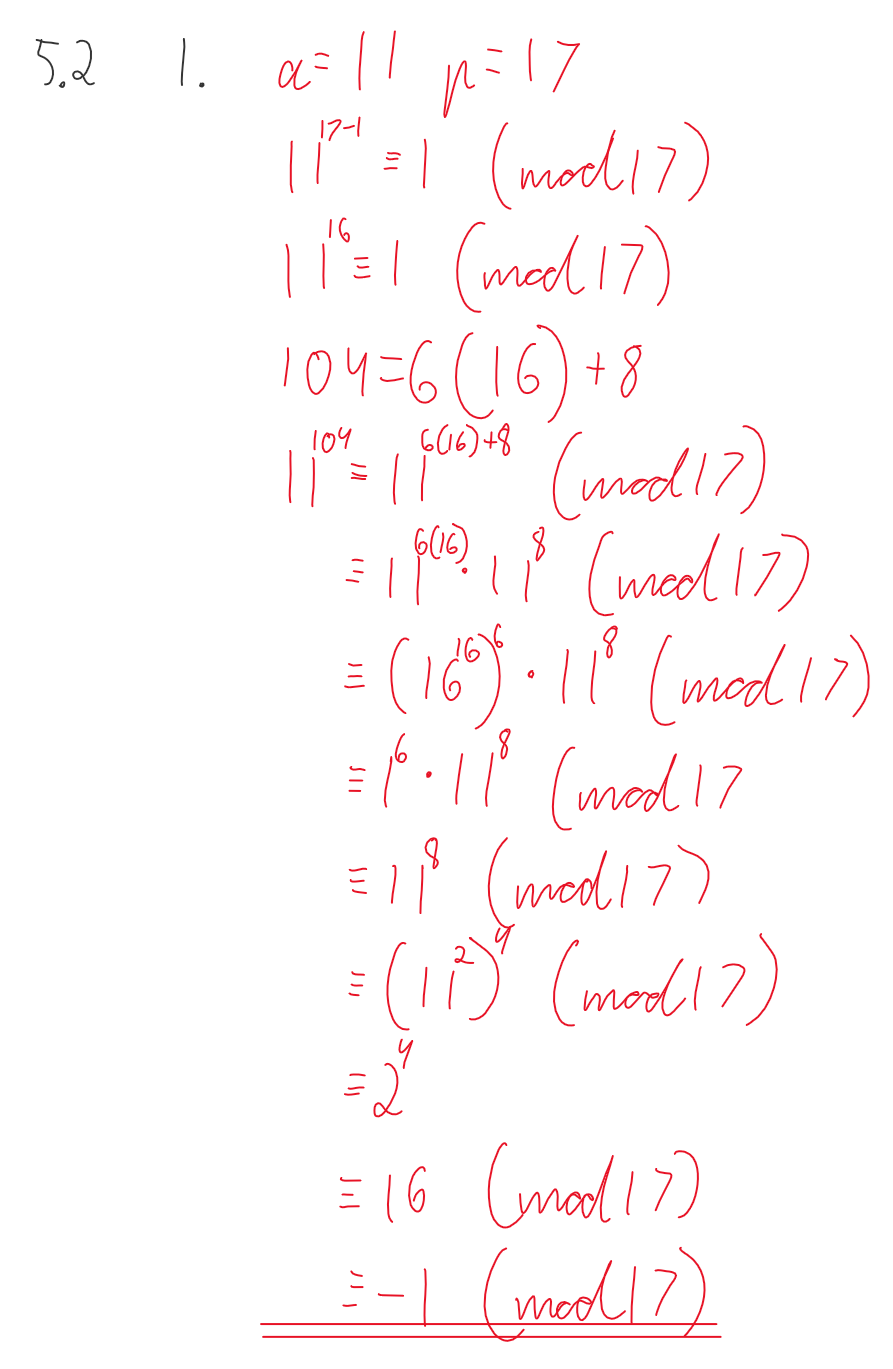 5.2 1. a=11 p=17
11^{17-1} ≡ 1 (mod 17)
11^{16} ≡ 1 (mod 17)
104=6(16)+8
11^{104} ≡ 11^{6(16)+8} (mod 17)
≡ 11^{6(16)} · 11^8 (mod 17)
≡ (16^{16})^6 · 11^8 (mod 17)
≡ 1^6 · 11^8 (mod 17
≡ 11^8 (mod 17)
≡ (11^2)^4 (mod 17)
≡ 2^4
≡ 16 (mod 17)
≡ -1 (mod 17)